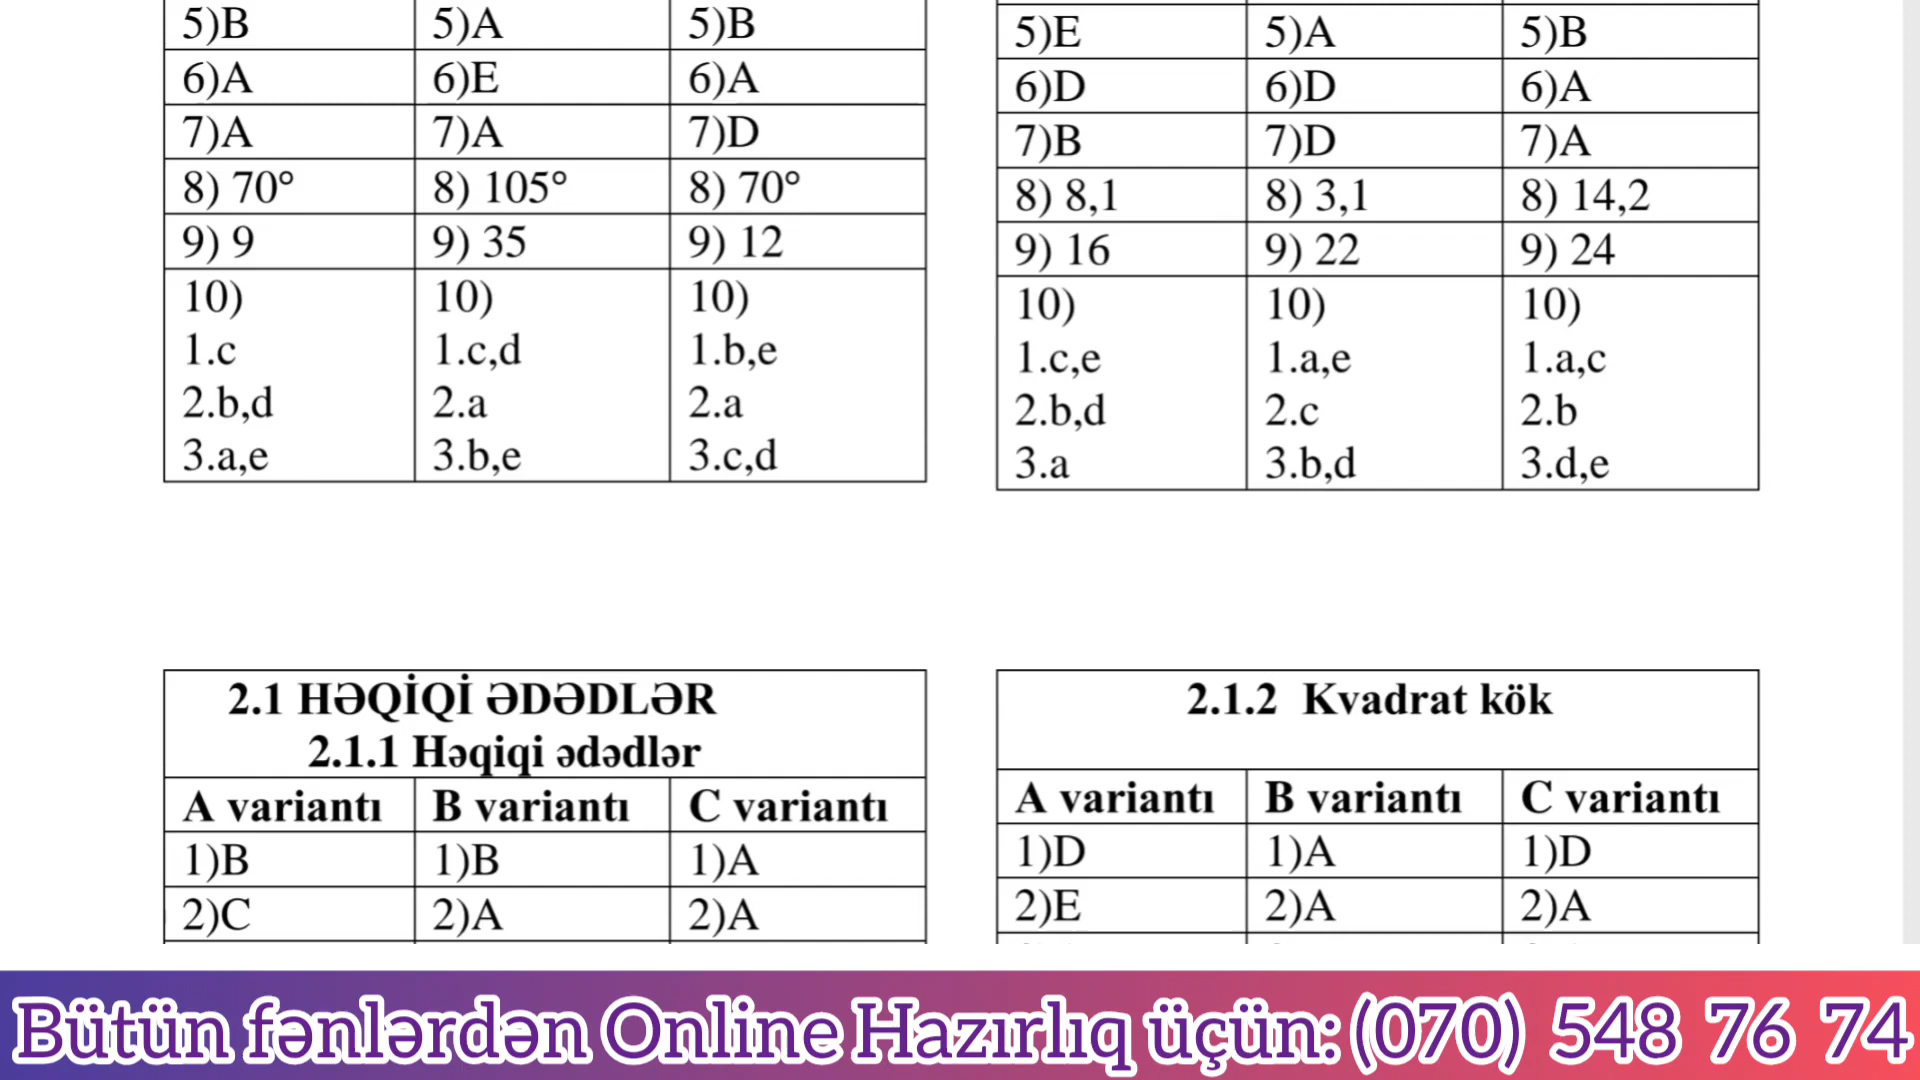 5)B 5)A 5)B
6)A 6)E 6)A
7)A 7)A 7)D
8) 70° 8) 105° 8) 70°
9) 9 9) 35 9) 12
10) 10) 10)
1.c 1.c,d 1.b,e
2.b,d 2.a 2.a
3.a,e 3.b,e 3.c,d
5)E 5)A 5)B
6)D 6)D 6)A
7)B 7)D 7)A
8) 8,1 8) 3,1 8) 14,2
9) 16 9) 22 9) 24
10) 10) 10)
1.c,e 1.a,e 1.a,c
2.b,d 2.c 2.b
3.a 3.b,d 3.d,e
2.1 HƏQİQİ ƏDƏDLƏR
2.1.1 Həqiqi ədədlər
A variantı B variantı C variantı
1)B 1)B 1)A
2)C 2)A 2)A
2.1.2 Kvadrat kök
A variantı B variantı C variantı
1)D 1)A 1)D
2)E 2)A 2)A
Bütün fənlərdən Online Hazırlıq üçün: (070) 548 76 74